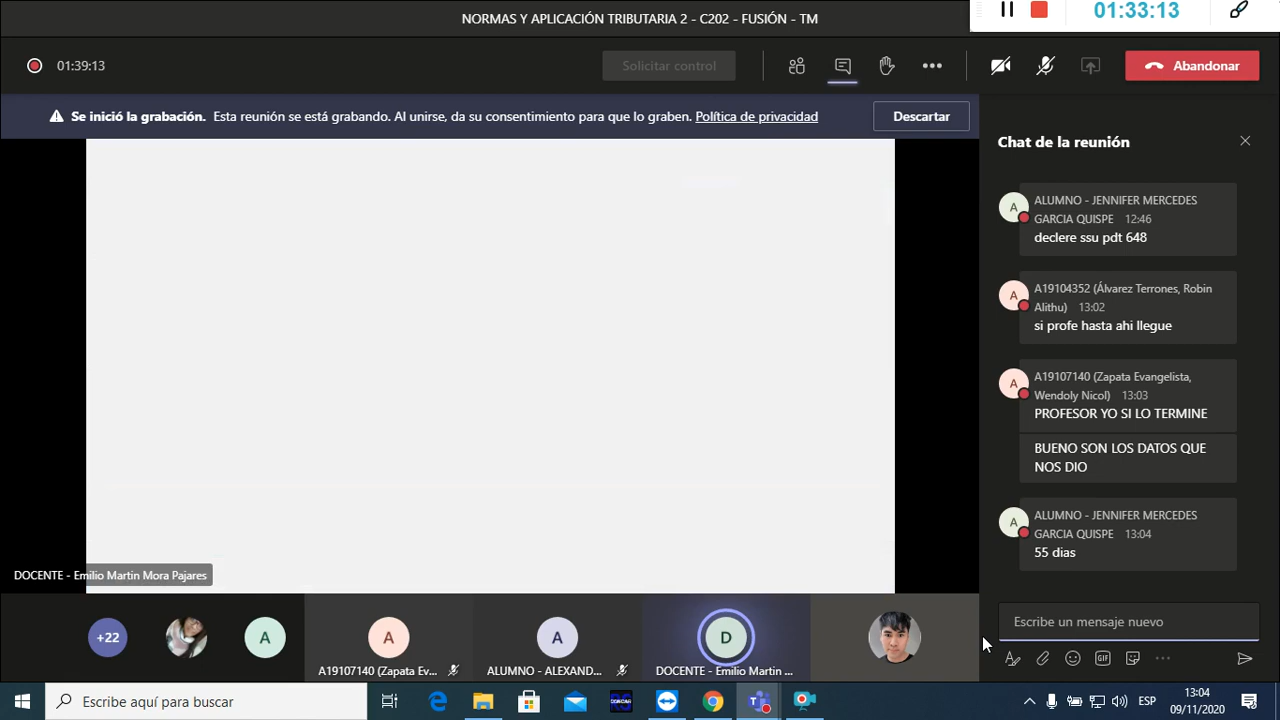 NORMAS Y APLICACIÓN TRIBUTARIA 2 - C202 - FUSIÓN - TM
01:33:13
01:39:13
Solicitar control
Abandonar
Se inició la grabación. Esta reunión se está grabando. Al unirse, da su consentimiento para que lo graben. Política de privacidad
Descartar
Chat de la reunión
A
ALUMNO - JENNIFER MERCEDES
GARCIA QUISPE 12:46
declere ssu pdt 648
A
A19104352 (Álvarez Terrones, Robin
Alithu) 13:02
si profe hasta ahi llegue
A
A19107140 (Zapata Evangelista,
Wendoly Nicol) 13:03
PROFESOR YO SI LO TERMINE
BUENO SON LOS DATOS QUE
NOS DIO
A
ALUMNO - JENNIFER MERCEDES
GARCIA QUISPE 13:04
55 dias
Escribe un mensaje nuevo
GIF
DOCENTE - Emilio Martin Mora Pajares
+22
A
A
A19107140 (Zapata Ev...
A
ALUMNO - ALEXAND...
D
DOCENTE - Emilio Martin ...
Escribe aquí para buscar
ESP
13:04
09/11/2020